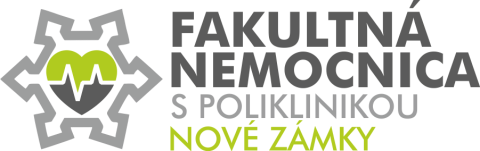 FAKULTNÁ
NEMOCNICA
S POLIKLINIKOU
NOVÉ ZÁMKY